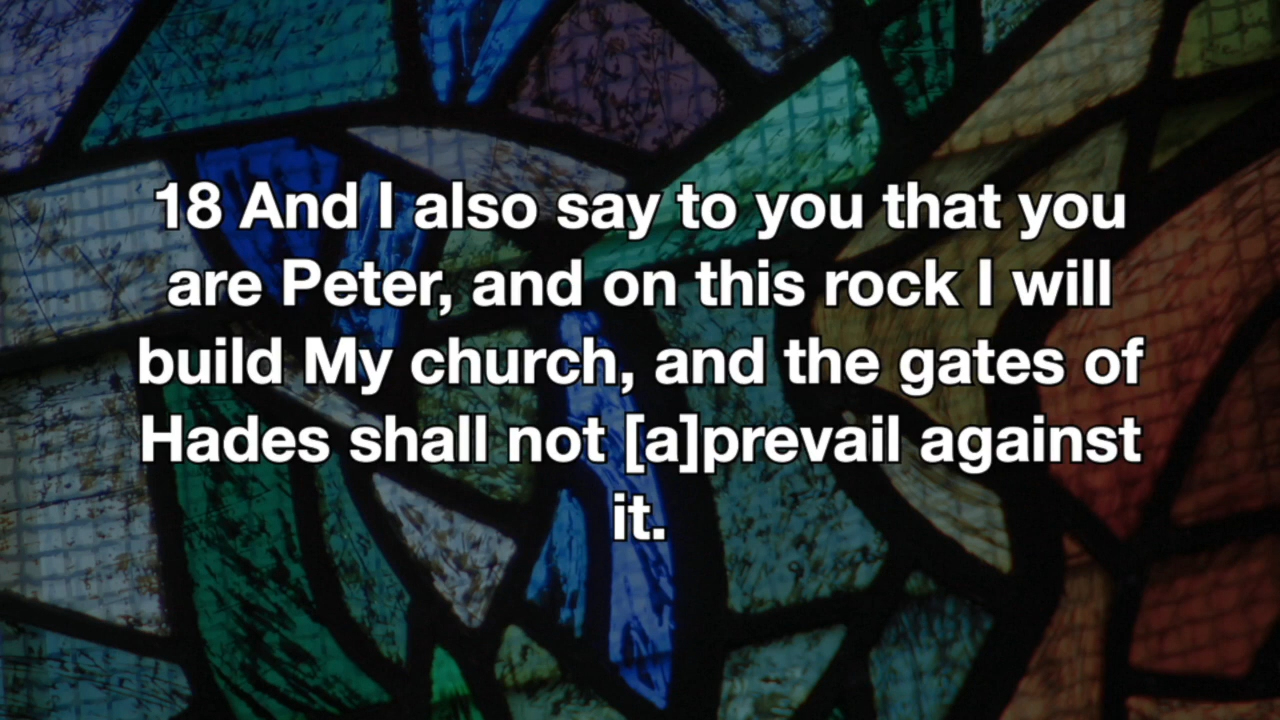 18 And I also say to you that you
are Peter, and on this rock I will
build My church, and the gates of
Hades shall not [a]prevail against
it.